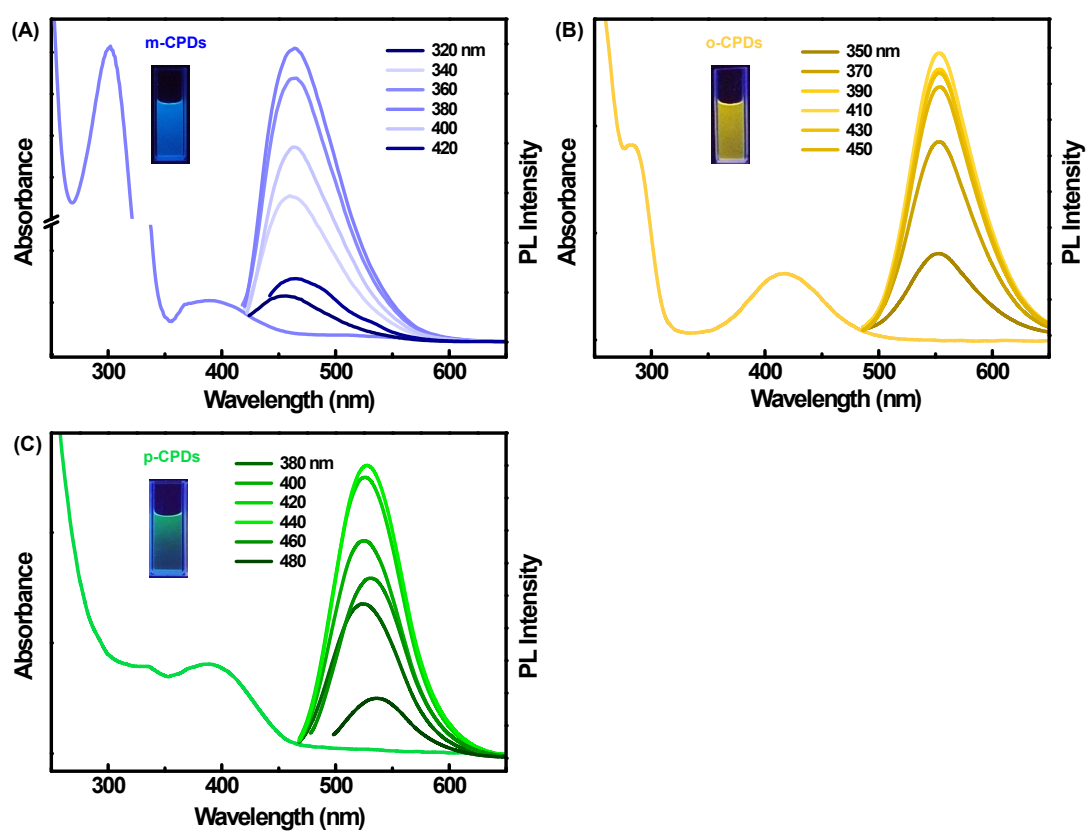 (A)
m-CPDs
320 nm
340
360
380
400
420
Absorbance
PL Intensity
300 400 500 600
Wavelength (nm)
(B)
o-CPDs
350 nm
370
390
410
430
450
Absorbance
PL Intensity
300 400 500 600
Wavelength (nm)
(C)
p-CPDs
380 nm
400
420
440
460
480
Absorbance
PL Intensity
300 400 500 600
Wavelength (nm)